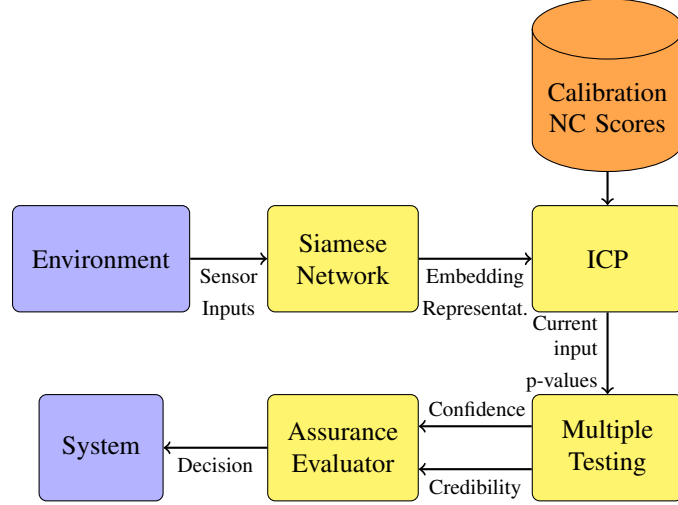 Calibration
NC Scores
Environment
Sensor
Inputs
Siamese
Network
Embedding
Representat.
ICP
Current
input
p-values
Multiple
Testing
Confidence
Credibility
Assurance
Evaluator
Decision
System